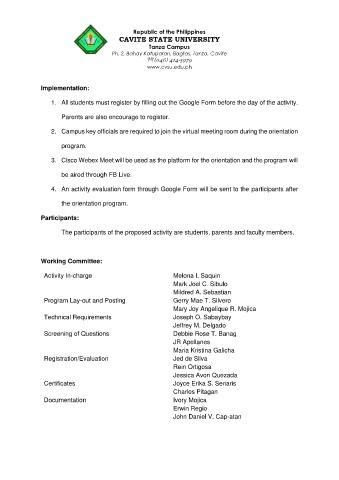 Republic of the Philippines
CAVITE STATE UNIVERSITY
Tanza Campus
Ph. 2, Bahay Katuparan, Bagtas, Tanza, Cavite
☎(046) 414-3979
www.cvsu.edu.ph
Implementation:
1. All students must register by filling out the Google Form before the day of the activity.
Parents are also encourage to register.
2. Campus key officials are required to join the virtual meeting room during the orientation
program.
3. Cisco Webex Meet will be used as the platform for the orientation and the program will
be aired through FB Live.
4. An activity evaluation form through Google Form will be sent to the participants after
the orientation program.
Participants:
The participants of the proposed activity are students, parents and faculty members.
Working Committee:
Activity In-charge Melona I. Saquin
Mark Joel C. Sibulo
Mildred A. Sebastian
Program Lay-out and Posting Gerry Mae T. Silvero
Mary Joy Angelique R. Mojica
Technical Requirements Joseph O. Sabaybay
Jeffrey M. Delgado
Screening of Questions Debbie Rose T. Banag
JR Apellanes
Maria Kristina Galicha
Registration/Evaluation Jed de Silva
Rein Ortigosa
Jessica Avon Quezada
Certificates Joyce Erika S. Senaris
Charles Pitagan
Documentation Ivory Mojica
Erwin Regio
John Daniel V. Cap-atan